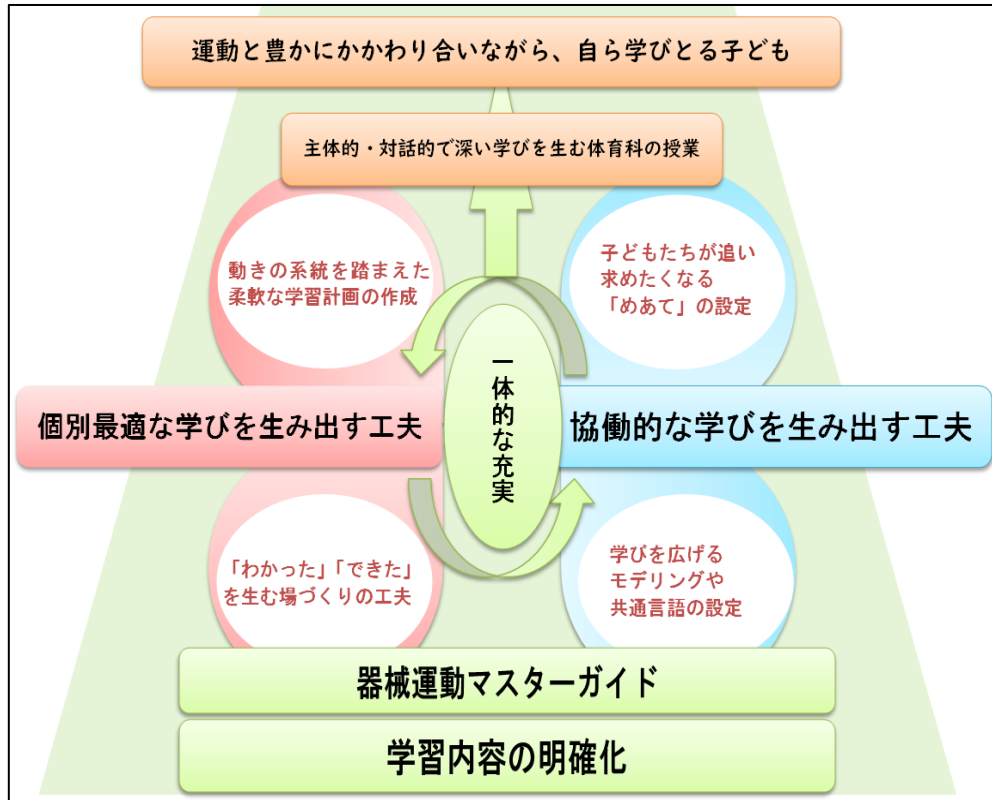 運動と豊かにかかわり合いながら、自ら学びとる子ども
主体的・対話的で深い学びを生む体育科の授業
動きの系統を踏まえた
柔軟な学習計画の作成
子どもたちが追い
求めたくなる
「めあて」の設定
個別最適な学びを生み出す工夫
一体的な充実
協働的な学びを生み出す工夫
「わかった」「できた」
を生む場づくりの工夫
学びを広げる
モデリングや
共通言語の設定
器械運動マスターガイド
学習内容の明確化